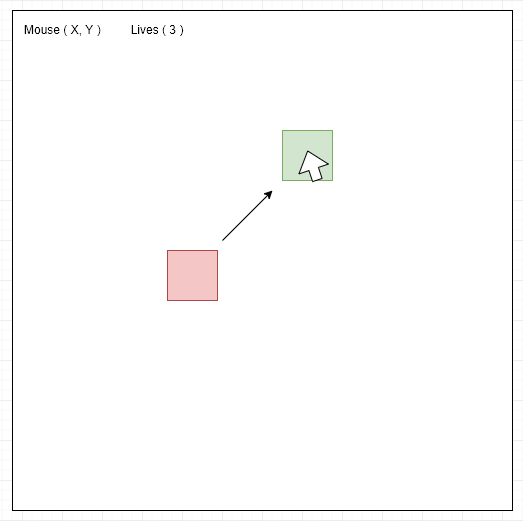 Mouse ( X, Y ) Lives ( 3 )